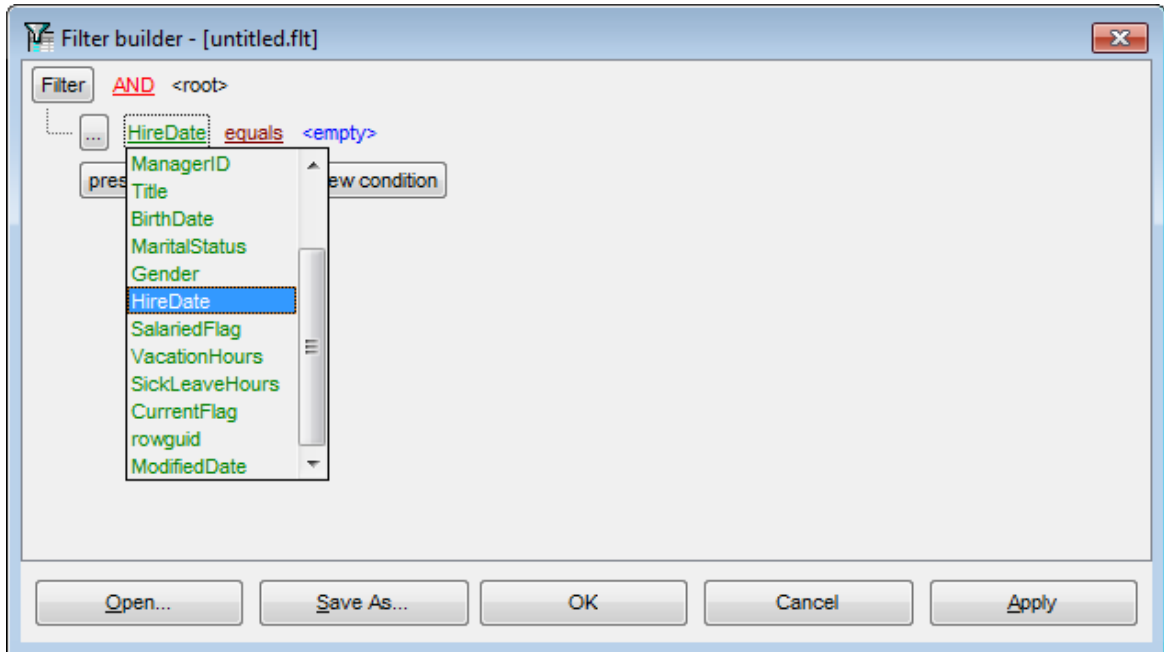 Filter builder - [untitled.flt]
Filter AND <root>
... HireDate equals <empty>
pres ew condition
ManagerID
Title
BirthDate
MaritalStatus
Gender
HireDate
SalariedFlag
VacationHours
SickLeaveHours
CurrentFlag
rowguid
ModifiedDate
Open... Save As... OK Cancel Apply